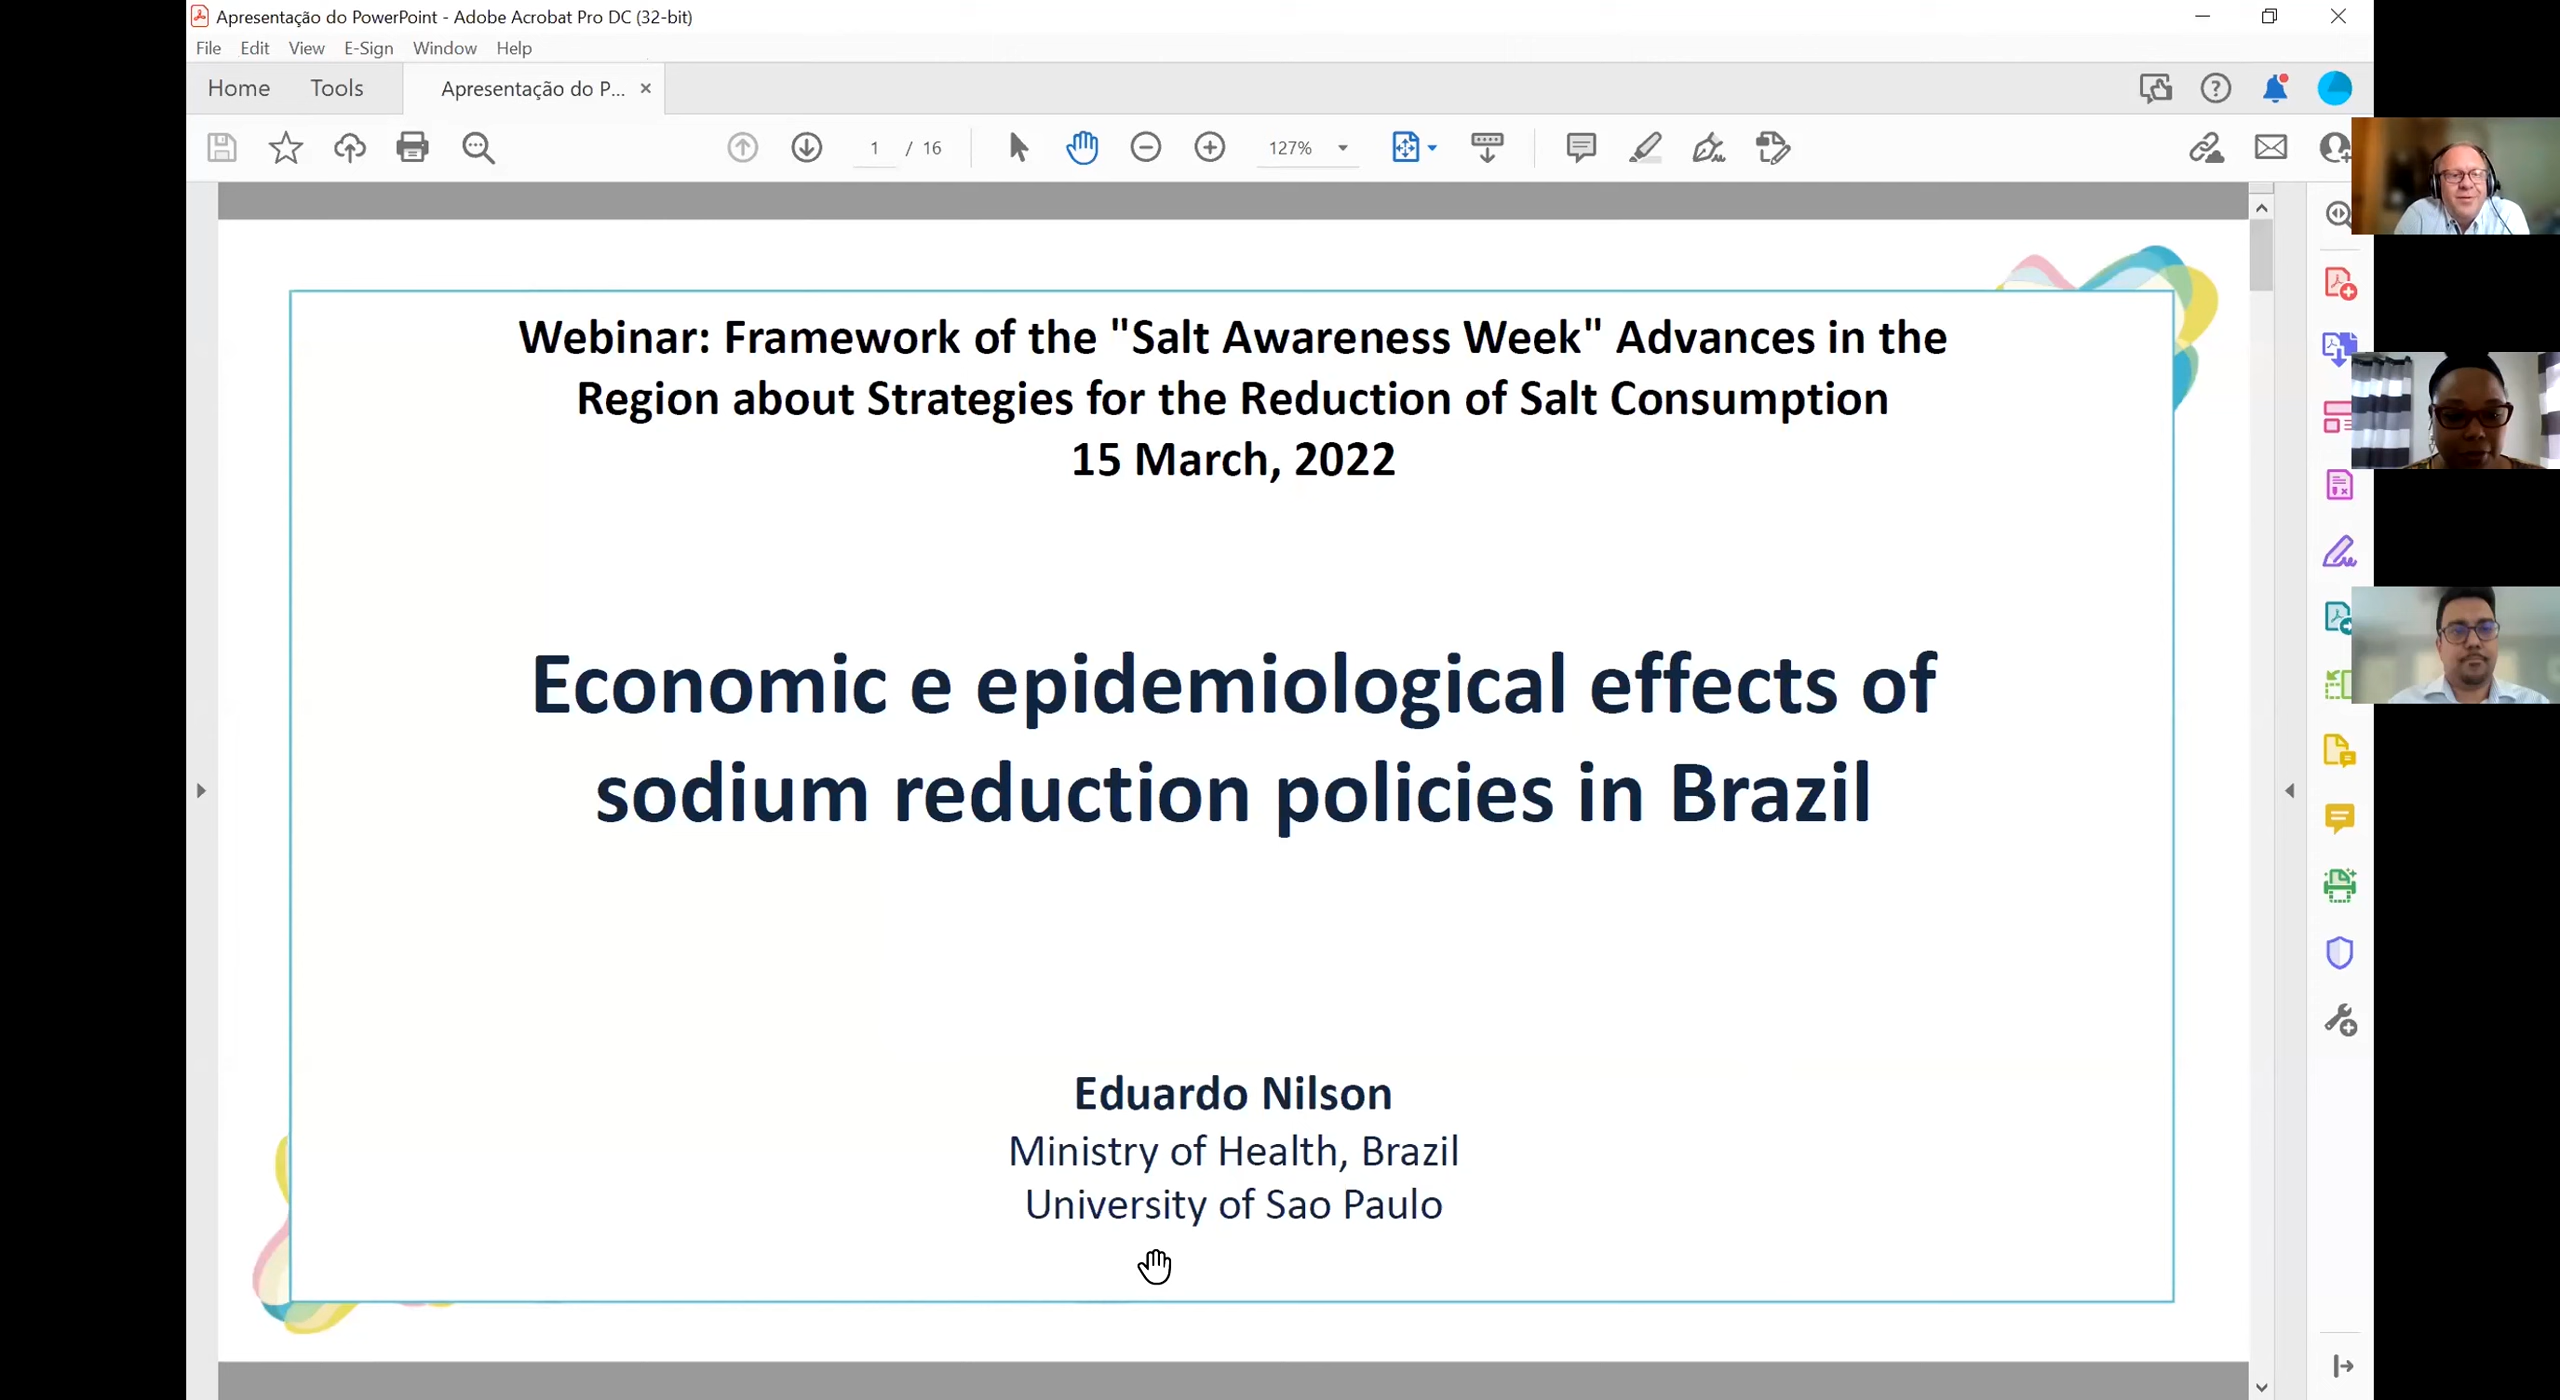 Apresentação do PowerPoint - Adobe Acrobat Pro DC (32-bit)
File Edit View E-Sign Window Help
Home Tools Apresentação do P...
1 / 16 127%
Webinar: Framework of the "Salt Awareness Week" Advances in the
Region about Strategies for the Reduction of Salt Consumption
15 March, 2022
Economic e epidemiological effects of
sodium reduction policies in Brazil
Eduardo Nilson
Ministry of Health, Brazil
University of Sao Paulo